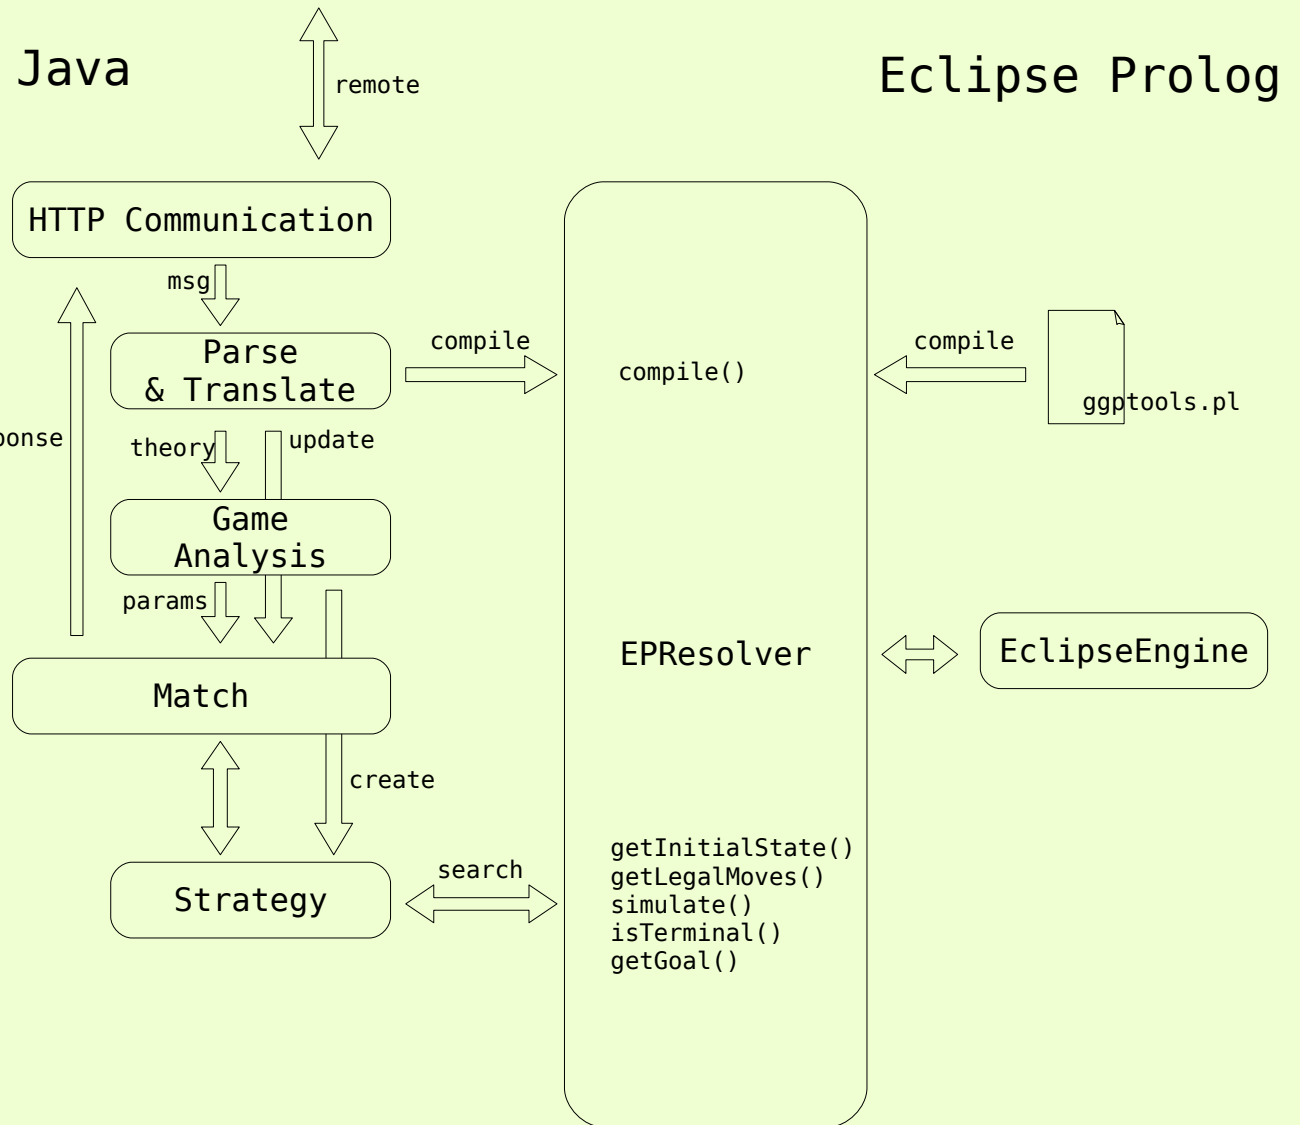 Java
Eclipse Prolog
remote
HTTP Communication
msg
Parse
& Translate
compile
compile()
compile
ggptools.pl
ponse
theory
update
Game
Analysis
params
EPResolver
EclipseEngine
Match
create
Strategy
search
getInitialState()
getLegalMoves()
simulate()
isTerminal()
getGoal()